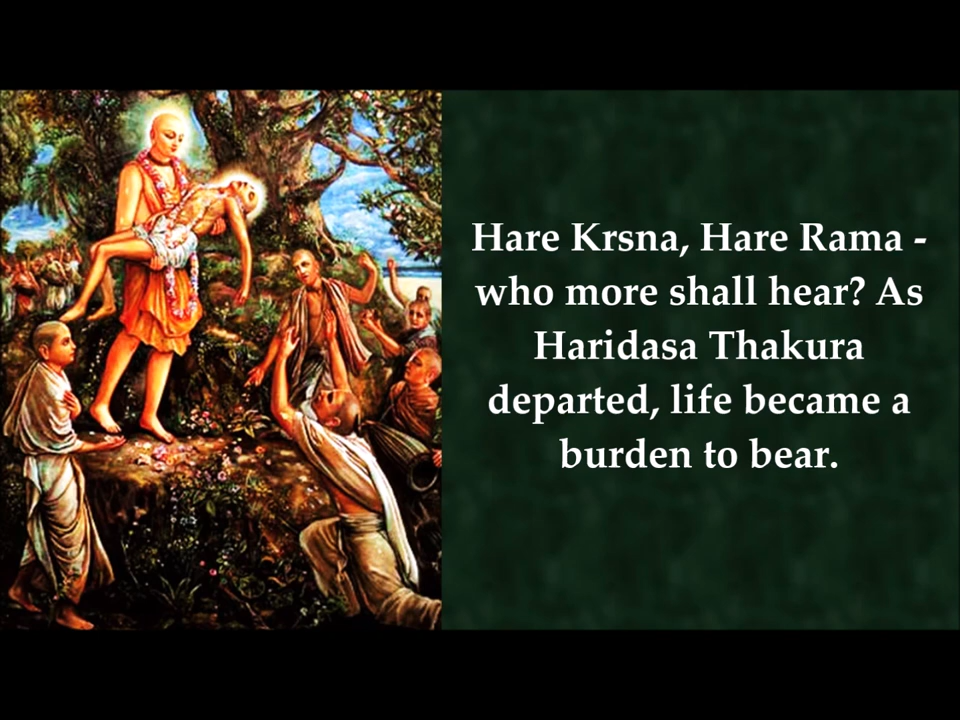 Hare Krsna, Hare Rama -
who more shall hear? As
Haridasa Thakura
departed, life became a
burden to bear.